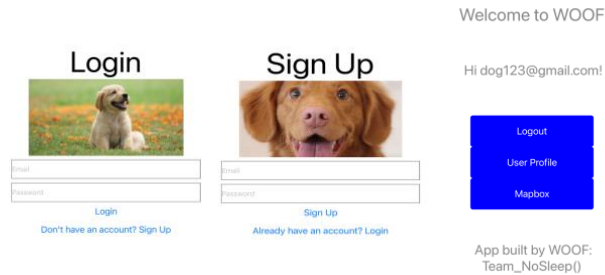 Login
Email
Password
Login
Don't have an account? Sign Up
Sign Up
Email
Password
Sign Up
Already have an account? Login
Welcome to WOOF
Hi dog123@gmail.com!
Logout
User Profile
Mapbox
App built by WOOF:
Team_NoSleep()